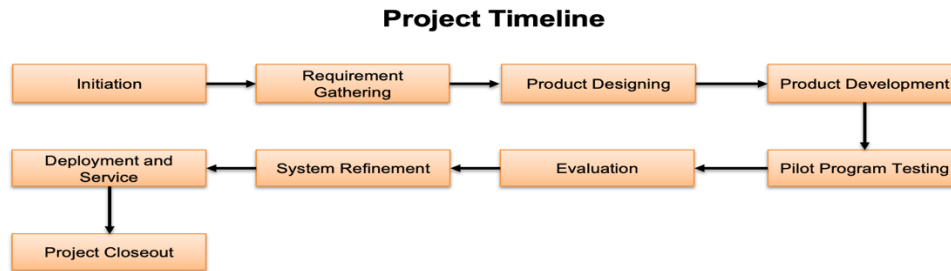 Project Timeline
Initiation
Requirement
Gathering
Product Designing
Product Development
Pilot Program Testing
Evaluation
System Refinement
Deployment and
Service
Project Closeout